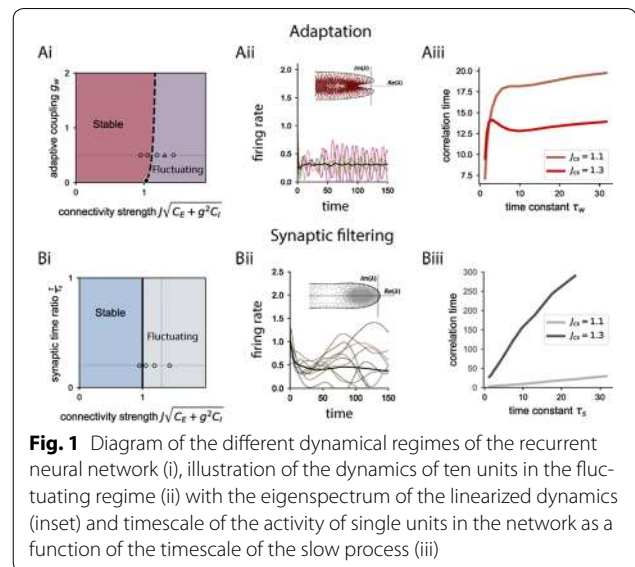 Adaptation
Ai
Aii
Aiii
adaptive coupling g_w
2
1
0
0
1
Stable
Fluctuating
connectivity strength J√C_E + g²C_I
firing rate
2.0
1.5
1.0
0.5
0.0
0
50
100
150
time
Im(λ)
Re(λ)
correlation time
20.0
17.5
15.0
12.5
10.0
7.5
0
10
20
30
time constant τ_w
J_cs = 1.1
J_cs = 1.3
Synaptic filtering
Bi
Bii
Biii
synaptic time ratio
1
0
0
1
Stable
Fluctuating
connectivity strength J√C_E + g²C_I
firing rate
2.5
2.0
1.5
1.0
0.5
0.0
0
25
50
75
100
125
150
time
Im(λ)
Re(λ)
correlation time
300
250
200
150
100
50
0
0
10
20
30
time constant τ_s
J_cs = 1.1
J_cs = 1.3
Fig. 1 Diagram of the different dynamical regimes of the recurrent
neural network (i), illustration of the dynamics of ten units in the fluc-
tuating regime (ii) with the eigenspectrum of the linearized dynamics
(inset) and timescale of the activity of single units in the network as a
function of the timescale of the slow process (iii)